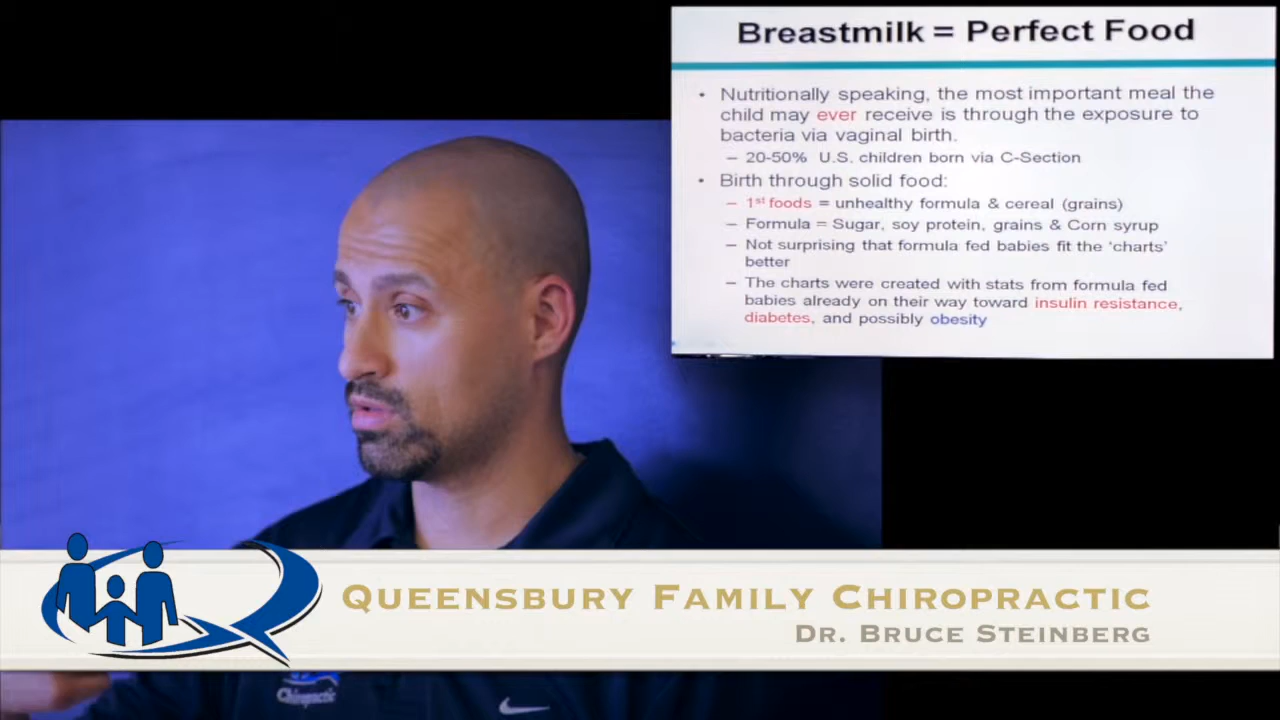 Breastmilk = Perfect Food
• Nutritionally speaking, the most important meal the
child may ever receive is through the exposure to
bacteria via vaginal birth.
– 20-50% U.S. children born via C-Section
• Birth through solid food:
– 1st foods = unhealthy formula & cereal (grains)
– Formula = Sugar, soy protein, grains & Corn syrup
– Not surprising that formula fed babies fit the 'charts'
better
– The charts were created with stats from formula fed
babies already on their way toward insulin resistance,
diabetes, and possibly obesity
QUEENSBURY FAMILY CHIROPRACTIC
DR. BRUCE STEINBERG
Chiropractic